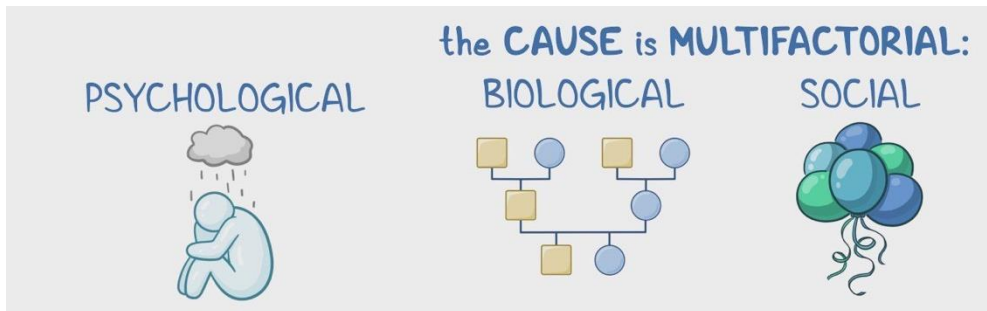 the CAUSE is MULTIFACTORIAL:
PSYCHOLOGICAL
BIOLOGICAL
SOCIAL